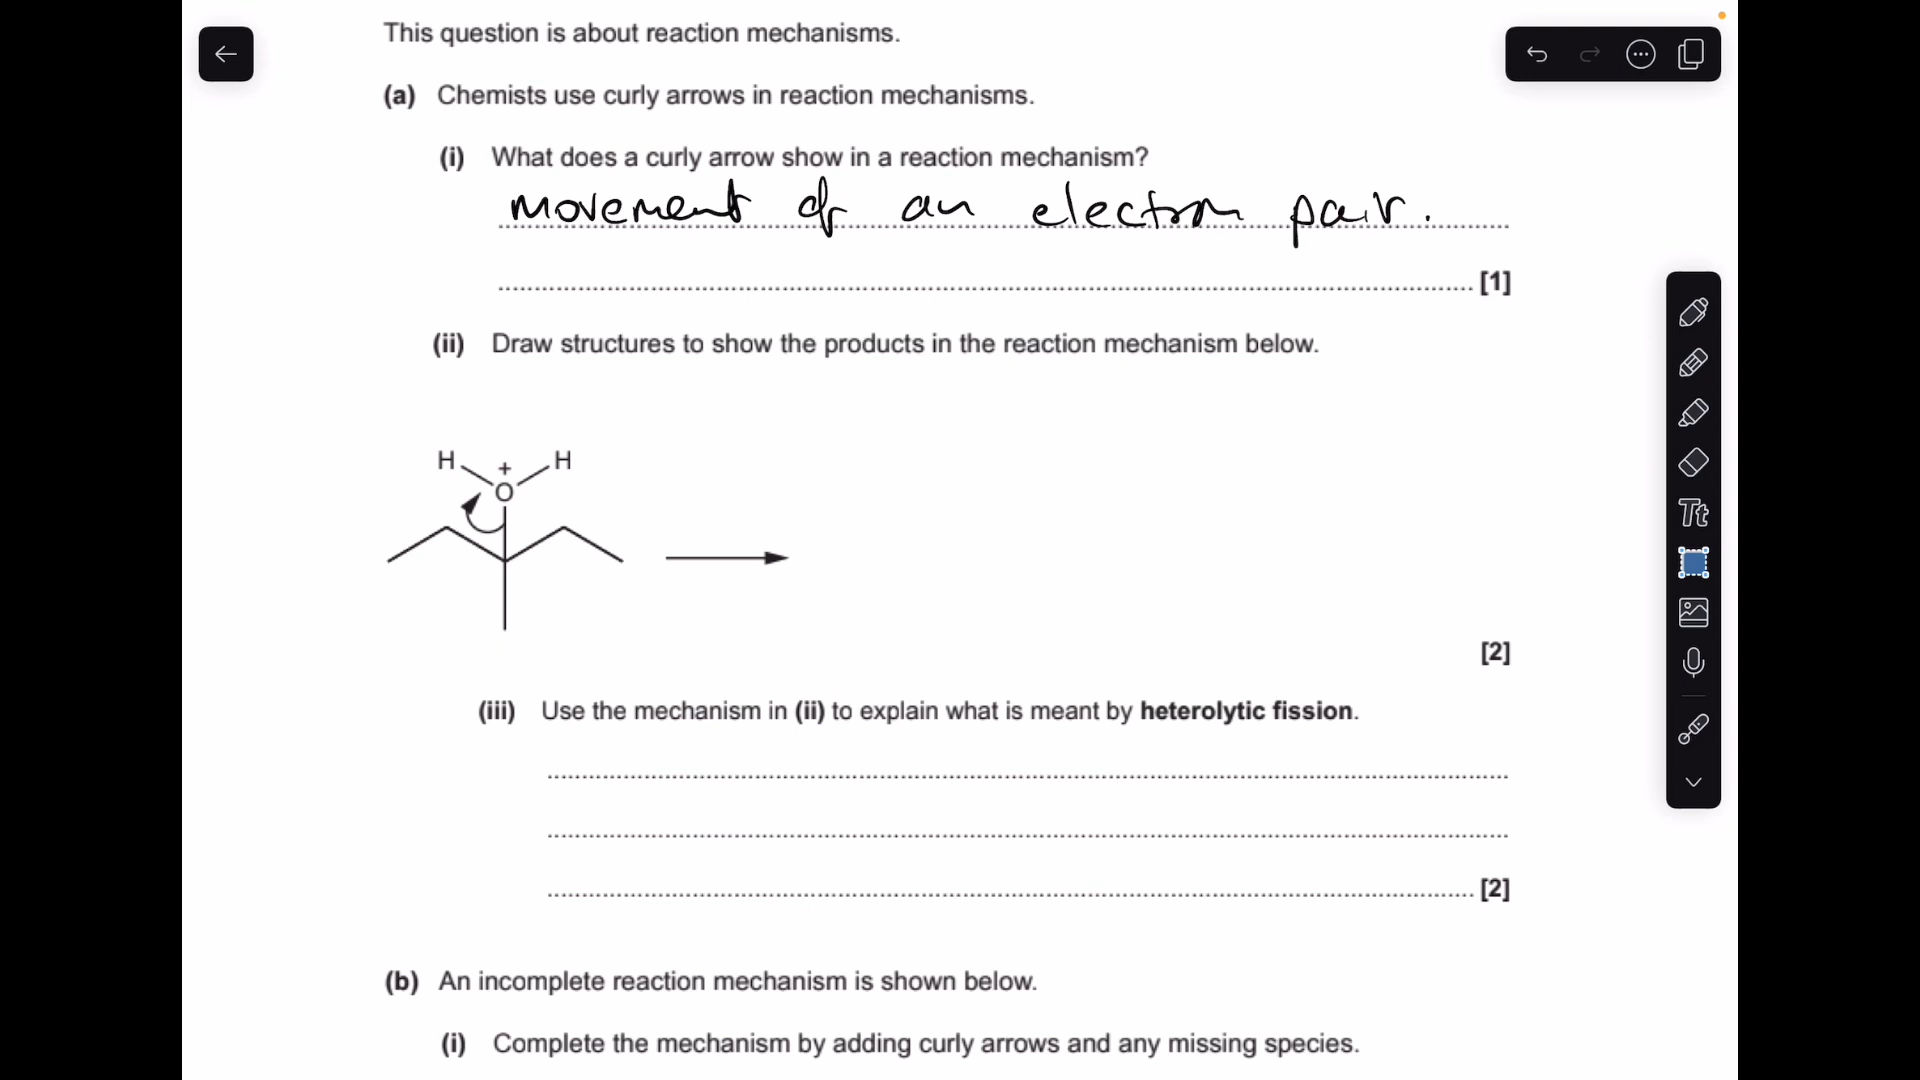 This question is about reaction mechanisms.
(a) Chemists use curly arrows in reaction mechanisms.
(i) What does a curly arrow show in a reaction mechanism?
movement of an electron pair.
[1]
(ii) Draw structures to show the products in the reaction mechanism below.
H + H
O
[2]
(iii) Use the mechanism in (ii) to explain what is meant by heterolytic fission.
[2]
(b) An incomplete reaction mechanism is shown below.
(i) Complete the mechanism by adding curly arrows and any missing species.
Tt